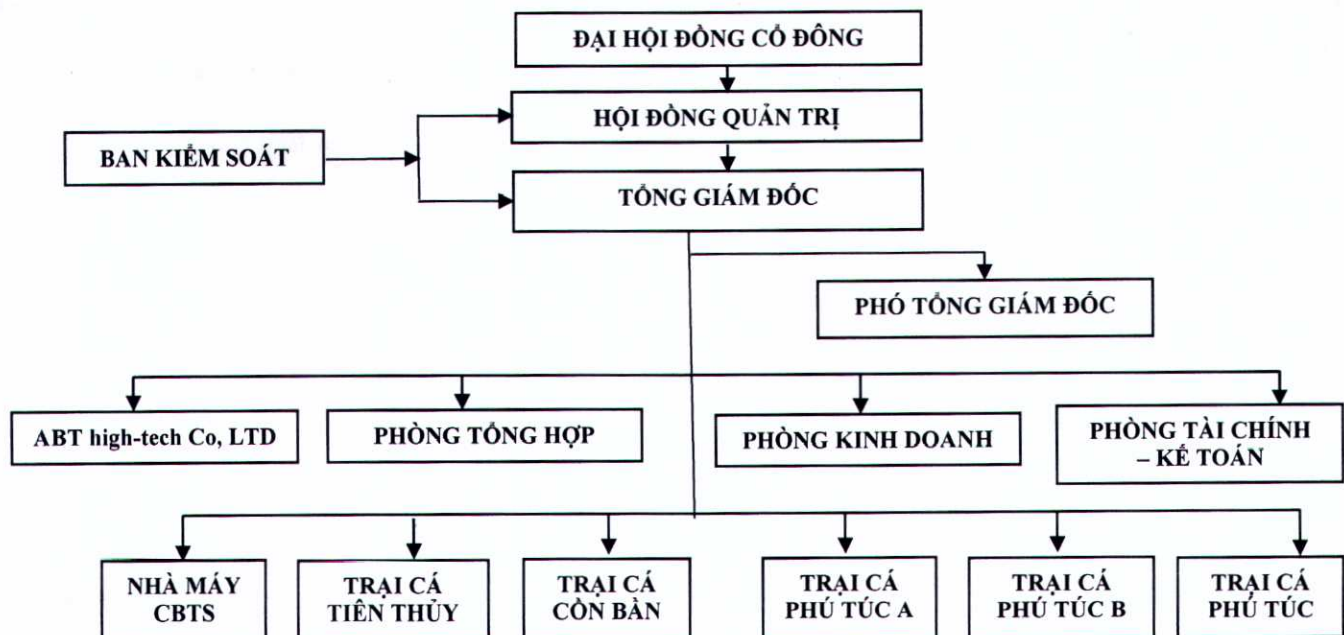 ĐẠI HỘI ĐỒNG CỔ ĐÔNG
HỘI ĐỒNG QUẢN TRỊ
BAN KIỂM SOÁT
TỔNG GIÁM ĐỐC
PHÓ TỔNG GIÁM ĐỐC
ABT high-tech Co, LTD
PHÒNG TỔNG HỢP
PHÒNG KINH DOANH
PHÒNG TÀI CHÍNH
– KẾ TOÁN
NHÀ MÁY
CBTS
TRẠI CÁ
TIÊN THỦY
TRẠI CÁ
CỒN BÀN
TRẠI CÁ
PHÚ TÚC A
TRẠI CÁ
PHÚ TÚC B
TRẠI CÁ
PHÚ TÚC